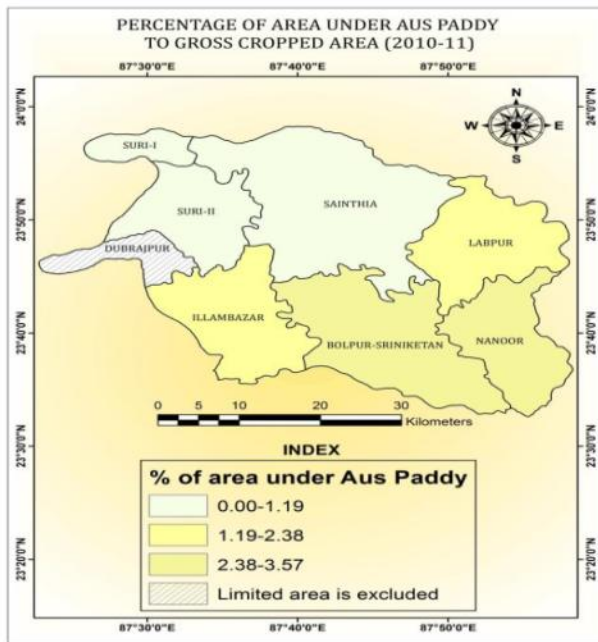 PERCENTAGE OF AREA UNDER AUS PADDY
TO GROSS CROPPED AREA (2010-11)
87°30'0"E 87°40'0"E 87°50'0"E
24°0'0"N 24°0'0"N
N
W E
S
SURI-I
SAINTHIA
SURI-II
23°50'0"N 23°50'0"N
LABPUR
DUBRAJPUR
ILLAMBAZAR
23°40'0"N 23°40'0"N
BOLPUR-SRINIKETAN
NANOOR
0 5 10 20 30
Kilometers
23°30'0"N 23°30'0"N
INDEX
% of area under Aus Paddy
0.00-1.19
1.19-2.38
2.38-3.57
Limited area is excluded
23°20'0"N 23°20'0"N
87°30'0"E 87°40'0"E 87°50'0"E